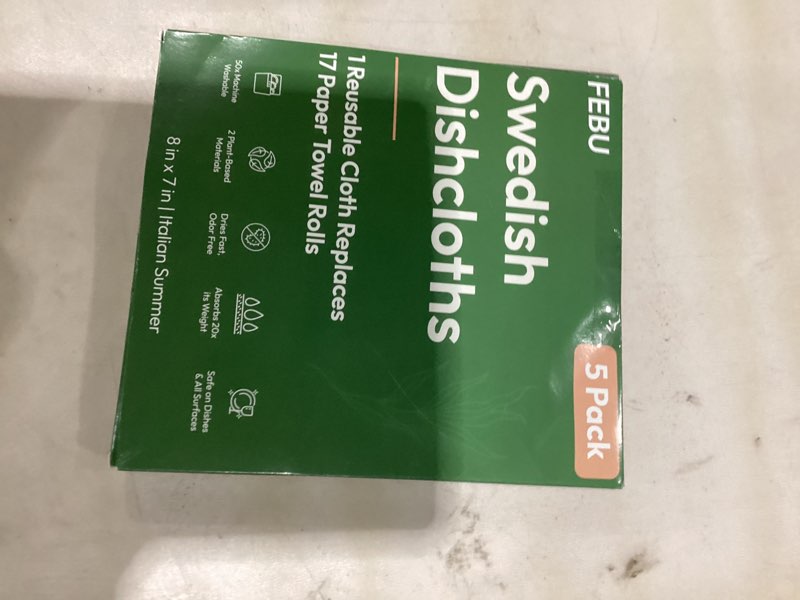 FEBU
5 Pack
Swedish
Dishcloths
1 Reusable Cloth Replaces
17 Paper Towel Rolls
50x Machine
Washable
2 Plant-Based
Materials
Dries Fast,
Odor Free
Absorbs 20x
its Weight
Safe on Dishes
& All Surfaces
8 in x 7 in | Italian Summer